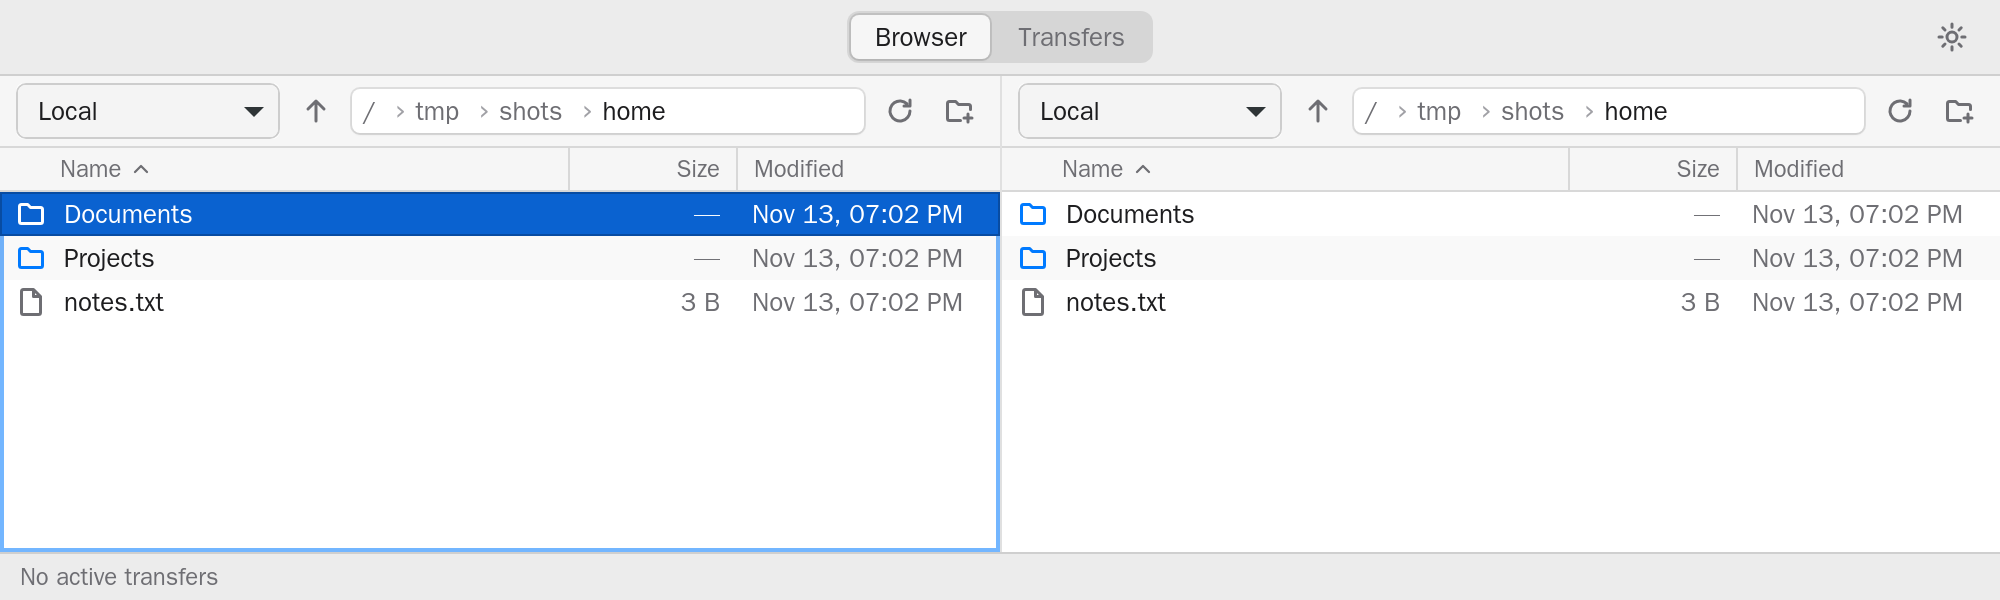 Browser Transfers
Local / › tmp › shots › home
Name Size Modified
Documents — Nov 13, 07:02 PM
Projects — Nov 13, 07:02 PM
notes.txt 3 B Nov 13, 07:02 PM
Local / › tmp › shots › home
Name Size Modified
Documents — Nov 13, 07:02 PM
Projects — Nov 13, 07:02 PM
notes.txt 3 B Nov 13, 07:02 PM
No active transfers